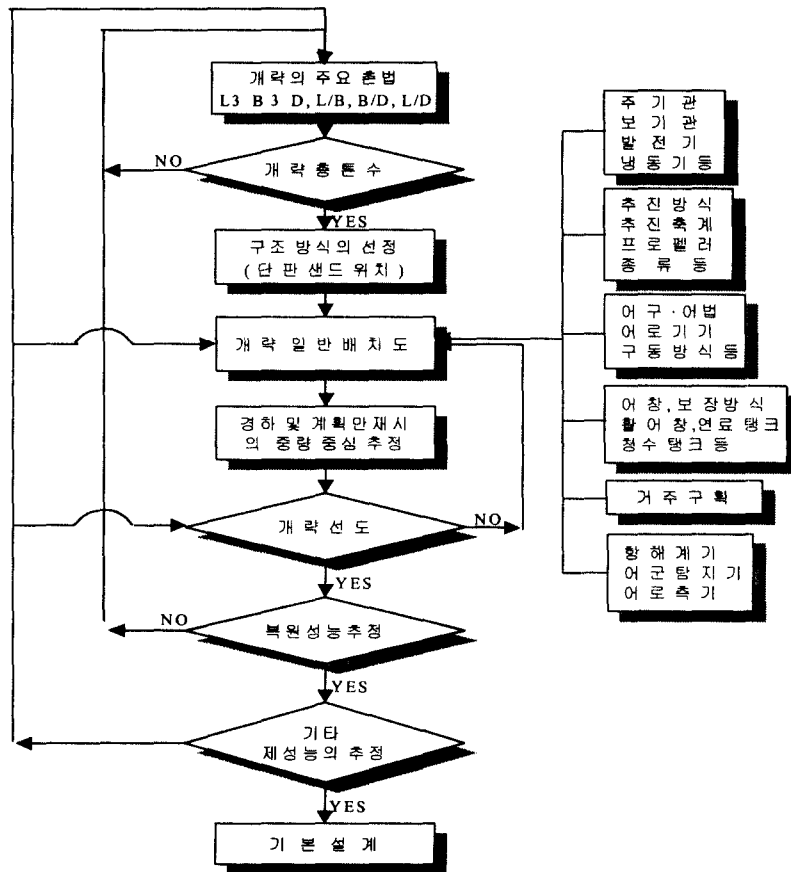 개략의 주요 촌법
L3 B 3 D, L/B, B/D, L/D
NO
개략총톤수
YES
구조 방식의 선정
( 단 판 샌드 위치 )
개략 일반배치도
경하 및 계획만재시
의 중량 중심 추정
개략선도
NO
YES
NO
복원성능추정
YES
기타
제성능의 추정
YES
기 본 설 계
주 기 관
보 기 관
발 전 기
냉 동 기 등
추 진 방 식
추 진 축 계
프 로 펠 러
종 류 등
어 구 · 어 법
어 로 기 기
구 동 방 식 등
어 창, 보 장 방 식
활 어 창, 연 료 탱 크
청 수 탱 크 등
거 주 구 획
항 해 계 기
어 군 탐 지 기
어 로 측 기